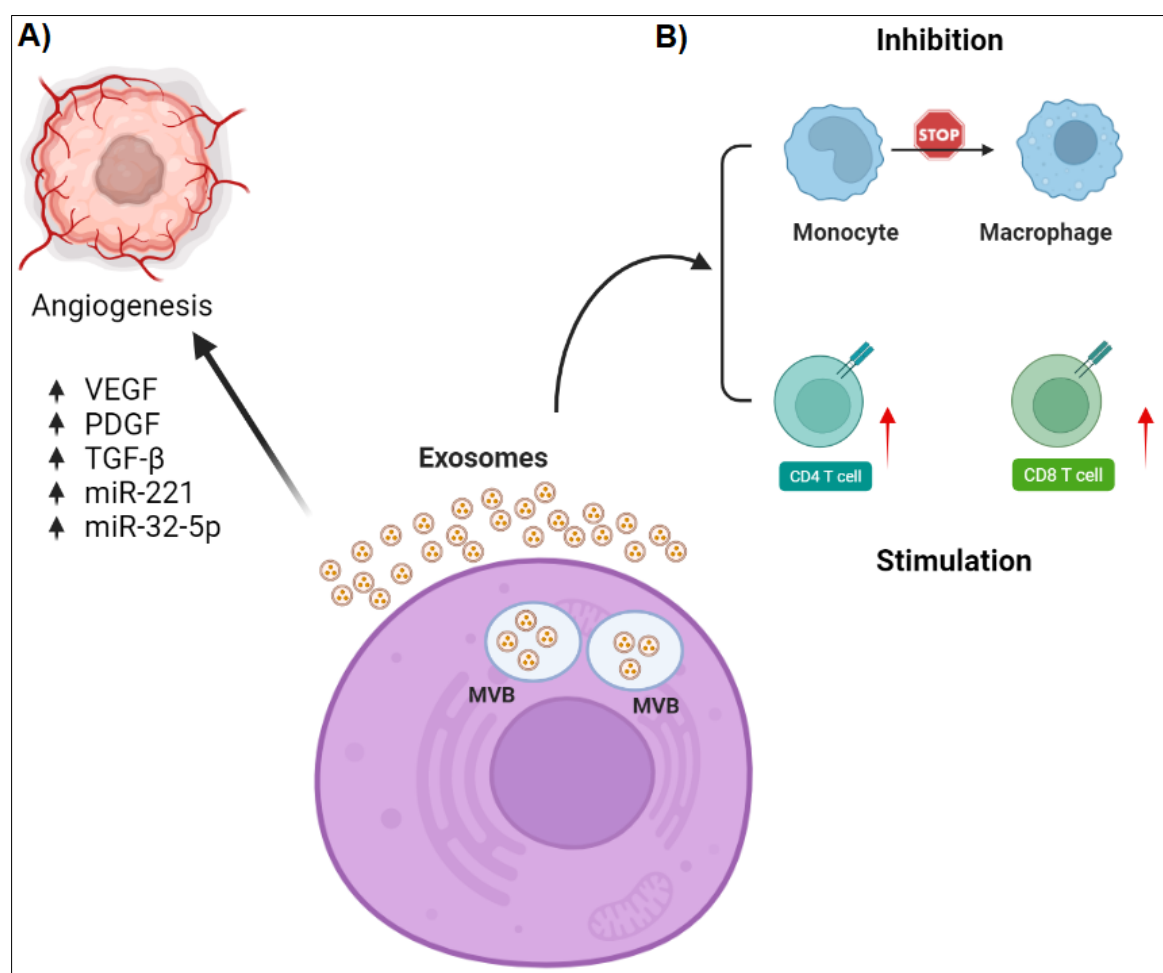 A)
Angiogenesis
VEGF
PDGF
TGF-β
miR-221
miR-32-5p
B)
Inhibition
STOP
Monocyte
Macrophage
CD4 T cell
CD8 T cell
Stimulation
Exosomes
MVB
MVB